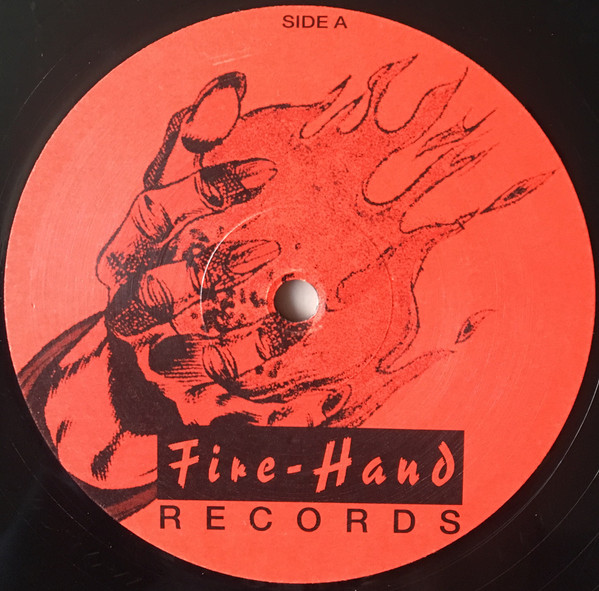 SIDE A
Fire-Hand
RECORDS